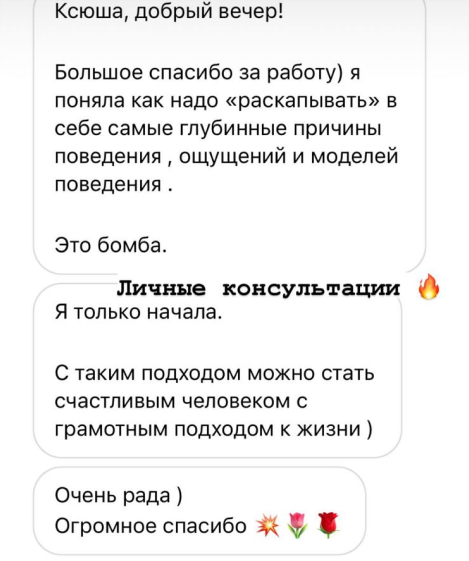 Ксюша, добрый вечер!
Большое спасибо за работу) я
поняла как надо «раскапывать» в
себе самые глубинные причины
поведения , ощущений и моделей
поведения .
Это бомба.
Личные консультации 🔥
Я только начала.
С таким подходом можно стать
счастливым человеком с
грамотным подходом к жизни )
Очень рада )
Огромное спасибо 💥🌷🌹